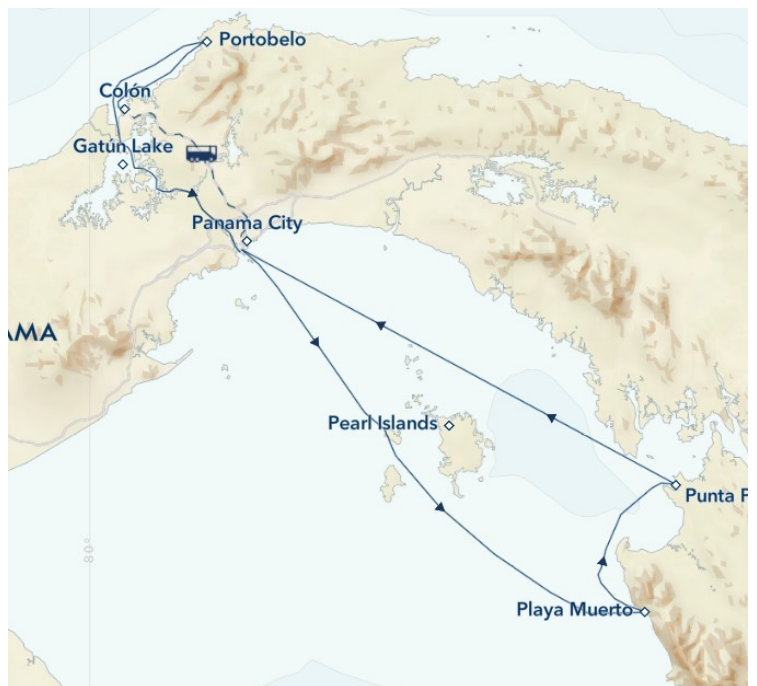 Portobelo
Colón
Gatún Lake
Panama City
AMA
Pearl Islands
Punta P
80°
Playa Muerto